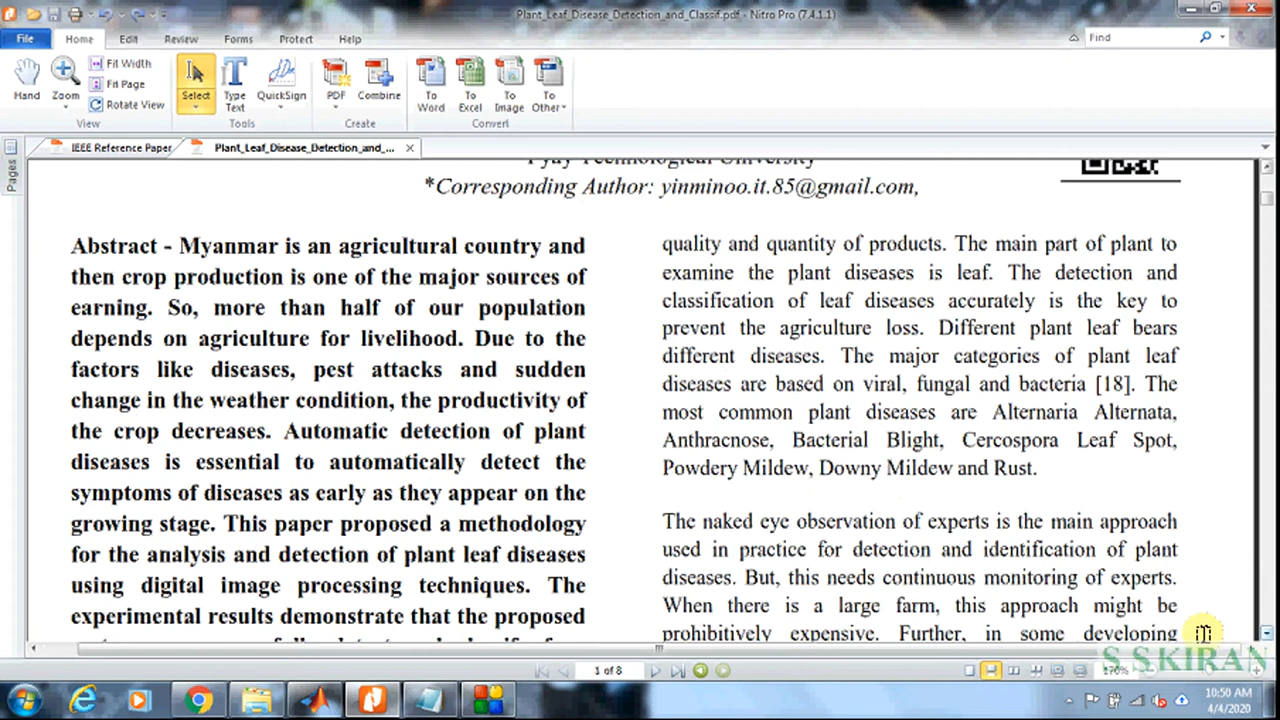 Plant_Leaf_Disease_Detection_and_Classif.pdf - Nitro Pro (7.4.1.1)
File Home Edit Review Forms Protect Help
Find
Hand
Zoom
Fit Width
Fit Page
Rotate View
Select
Type Text
QuickSign
PDF
Combine
To Word
To Excel
To Image
To Other
View
Tools
Create
Convert
IEEE Reference Paper
Plant_Leaf_Disease_Detection_and_...
Pages
Pyay Technological University
*Corresponding Author: yinminoo.it.85@gmail.com,
Abstract - Myanmar is an agricultural country and
then crop production is one of the major sources of
earning. So, more than half of our population
depends on agriculture for livelihood. Due to the
factors like diseases, pest attacks and sudden
change in the weather condition, the productivity of
the crop decreases. Automatic detection of plant
diseases is essential to automatically detect the
symptoms of diseases as early as they appear on the
growing stage. This paper proposed a methodology
for the analysis and detection of plant leaf diseases
using digital image processing techniques. The
experimental results demonstrate that the proposed
quality and quantity of products. The main part of plant to
examine the plant diseases is leaf. The detection and
classification of leaf diseases accurately is the key to
prevent the agriculture loss. Different plant leaf bears
different diseases. The major categories of plant leaf
diseases are based on viral, fungal and bacteria [18]. The
most common plant diseases are Alternaria Alternata,
Anthracnose, Bacterial Blight, Cercospora Leaf Spot,
Powdery Mildew, Downy Mildew and Rust.
The naked eye observation of experts is the main approach
used in practice for detection and identification of plant
diseases. But, this needs continuous monitoring of experts.
When there is a large farm, this approach might be
prohibitively expensive. Further, in some developing
1 of 8
170%
S S KIRAN
10:50 AM
4/4/2020